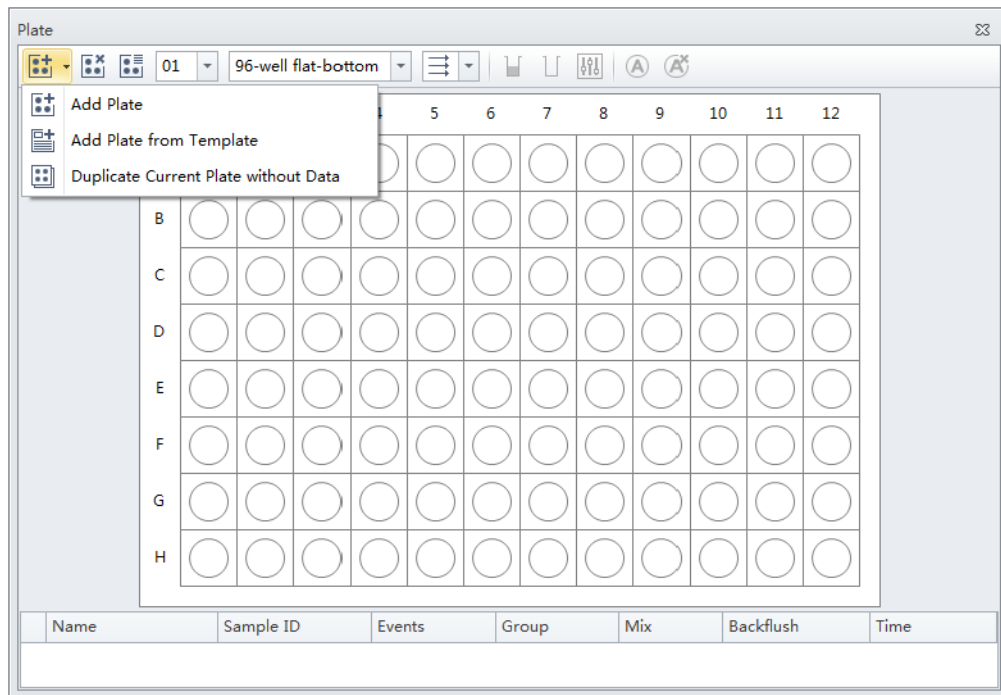 Plate
01 96-well flat-bottom
Add Plate
Add Plate from Template
Duplicate Current Plate without Data
5 6 7 8 9 10 11 12
B
C
D
E
F
G
H
Name Sample ID Events Group Mix Backflush Time